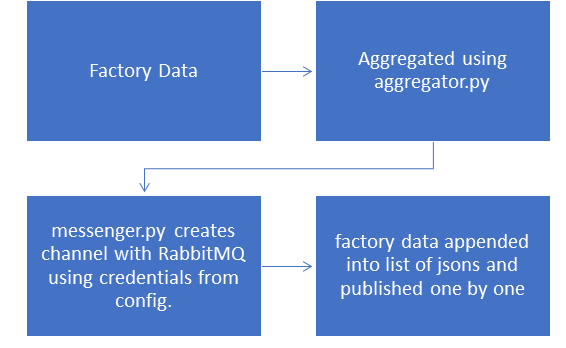 Factory Data
Aggregated using
aggregator.py
messenger.py creates
channel with RabbitMQ
using credentials from
config.
factory data appended
into list of jsons and
published one by one